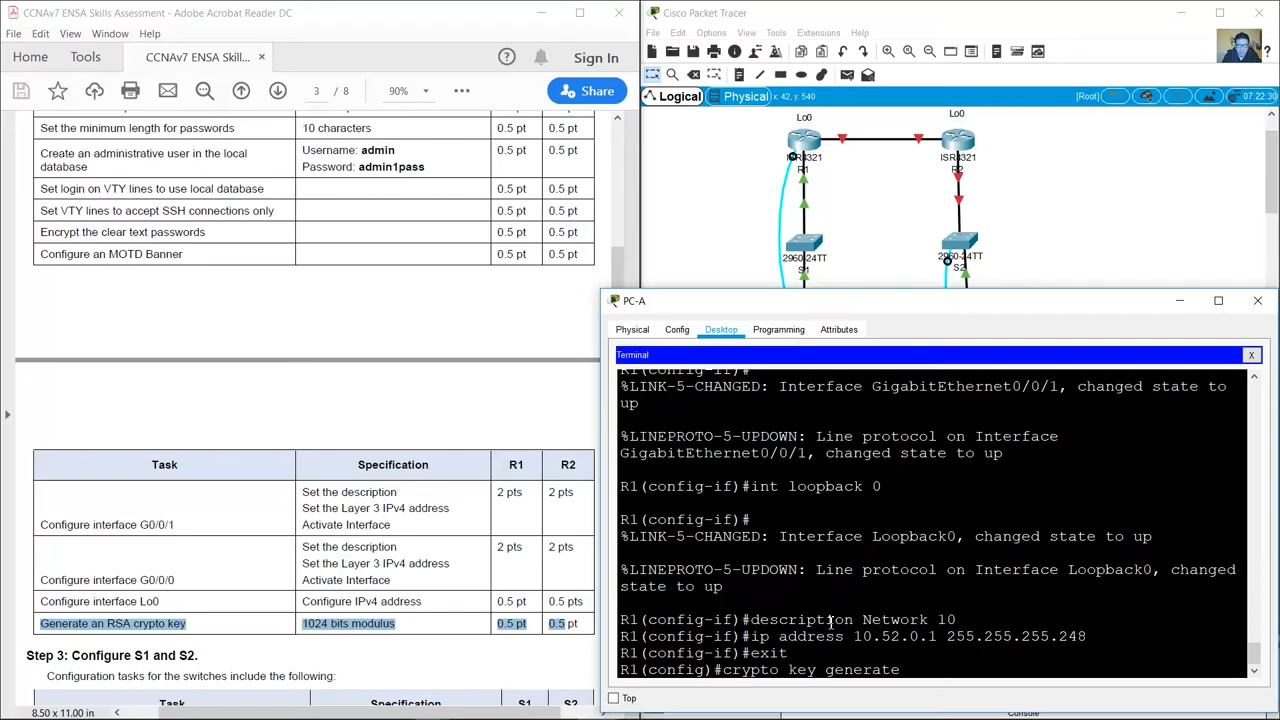 CCNAv7 ENSA Skills Assessment - Adobe Acrobat Reader DC
File Edit View Window Help
Home Tools CCNAv7 ENSA Skill... × Sign In
3 / 8 90% Share
Set the minimum length for passwords 10 characters 0.5 pt 0.5 pt
Create an administrative user in the local database Username: admin 0.5 pt 0.5 pt
Password: admin1pass
Set login on VTY lines to use local database 0.5 pt 0.5 pt
Set VTY lines to accept SSH connections only 0.5 pt 0.5 pt
Encrypt the clear text passwords 0.5 pt 0.5 pt
Configure an MOTD Banner 0.5 pt 0.5 pt
Task Specification R1 R2
Configure interface G0/0/1 Set the description 2 pts 2 pts
Set the Layer 3 IPv4 address
Activate Interface
Configure interface G0/0/0 Set the description 2 pts 2 pts
Set the Layer 3 IPv4 address
Activate Interface
Configure interface Lo0 Configure IPv4 address 0.5 pt 0.5 pts
Generate an RSA crypto key 1024 bits modulus 0.5 pt 0.5 pt
Step 3: Configure S1 and S2.
Configuration tasks for the switches include the following:
Task Specification S1 S2
8.50 x 11.00 in
Cisco Packet Tracer
File Edit Options View Tools Extensions Help
Logical Physical x: 42, y: 540 [Root] 07:22:30
Lo0 Lo0
ISR4321 ISR4321
R1 R2
2960-24TT 2960-24TT
S1 S2
PC-A
Physical Config Desktop Programming Attributes
Terminal X
R1(config-if)#
%LINK-5-CHANGED: Interface GigabitEthernet0/0/1, changed state to
up
%LINEPROTO-5-UPDOWN: Line protocol on Interface
GigabitEthernet0/0/1, changed state to up
R1(config-if)#int loopback 0
R1(config-if)#
%LINK-5-CHANGED: Interface Loopback0, changed state to up
%LINEPROTO-5-UPDOWN: Line protocol on Interface Loopback0, changed
state to up
R1(config-if)#description Network 10
R1(config-if)#ip address 10.52.0.1 255.255.255.248
R1(config-if)#exit
R1(config)#crypto key generate
Top
Console